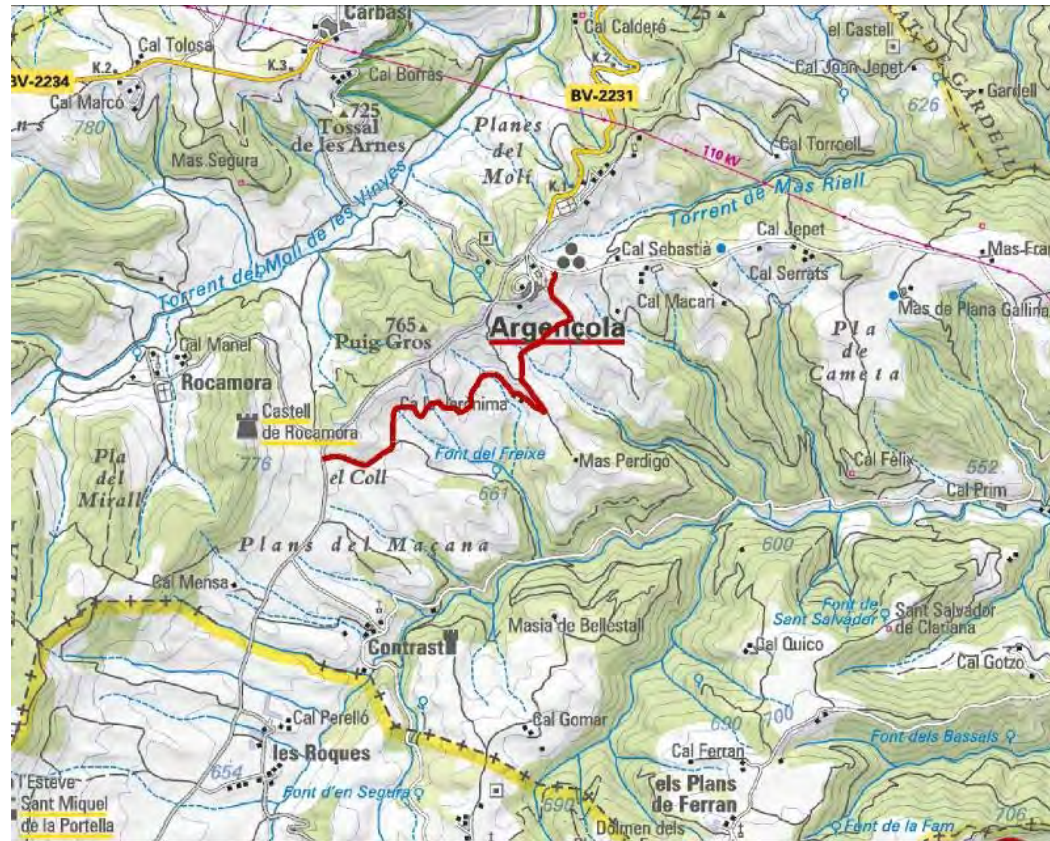 Carbasí
Cal Calderó
725
el Castell
Cal Tolosa
K.2
K.3
K.2
BV-2234
Cal Borràs
Cal Joan Jepet
BV-2231
Gardell
Cal Marcó
780
725
626
Tossal
de les Arnes
Planes
del
Molí
Cal Torrcell
110 kV
Mas Segura
K.1
Torrent de Mas Riell
Torrent del Molí de les Vinyes
Cal Sebastià
Cal Jepet
Cal Serrats
Cal Macari
Mas de Plana Gallina
765
Argençola
Puig Gros
Pla
de
Cal Manel
Rocamora
Castell
de Rocamora
776
Font del Freixe
Mas Perdigó
Cal Fèlix
552
Cal Prim
Pla
del
Mirall
el Coll
661
Plans del Maçana
600
Cal Mensa
Font de
Sant Salvador
Sant Salvador
Masia de Bellestall
Cal Quico
Contrast
Cal Gotzo
Cal Perelló
Cal Gomar
690
700
Font dels Bassals
les Roques
Cal Ferran
654
l'Esteve
Sant Miquel
de la Portella
Font d'en Segura
els Plans
de Ferran
690
Dolmen dels
Font de la Fam
706